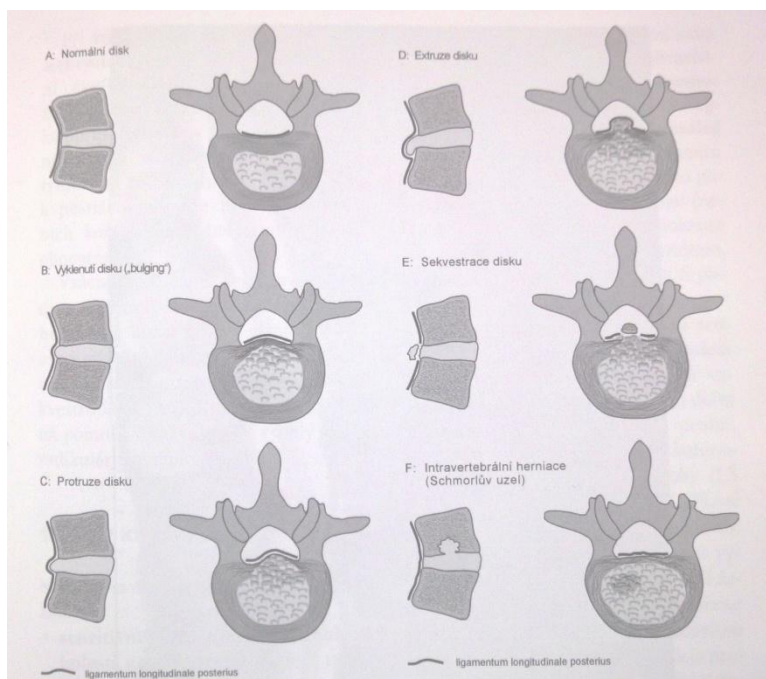 A: Normální disk
B: Vyklenutí disku („bulging“)
C: Protruze disku
ligamentum longitudinale posterius
D: Extruze disku
E: Sekvestrace disku
F: Intravertebrální herniace
(Schmorlův uzel)
ligamentum longitudinale posterius